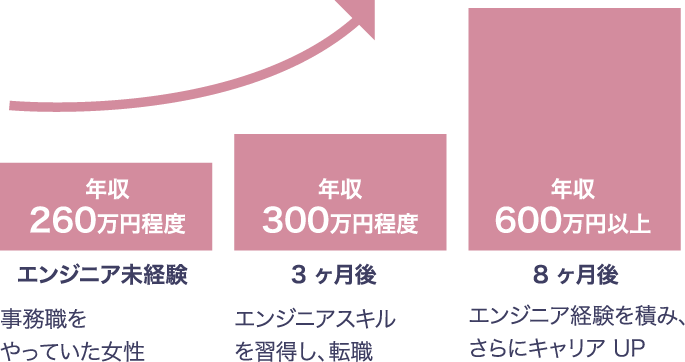 年収
260万円程度
エンジニア未経験
事務職を
やっていた女性
年収
300万円程度
3 ヶ月後
エンジニアスキル
を習得し、転職
年収
600万円以上
8 ヶ月後
エンジニア経験を積み、
さらにキャリア UP